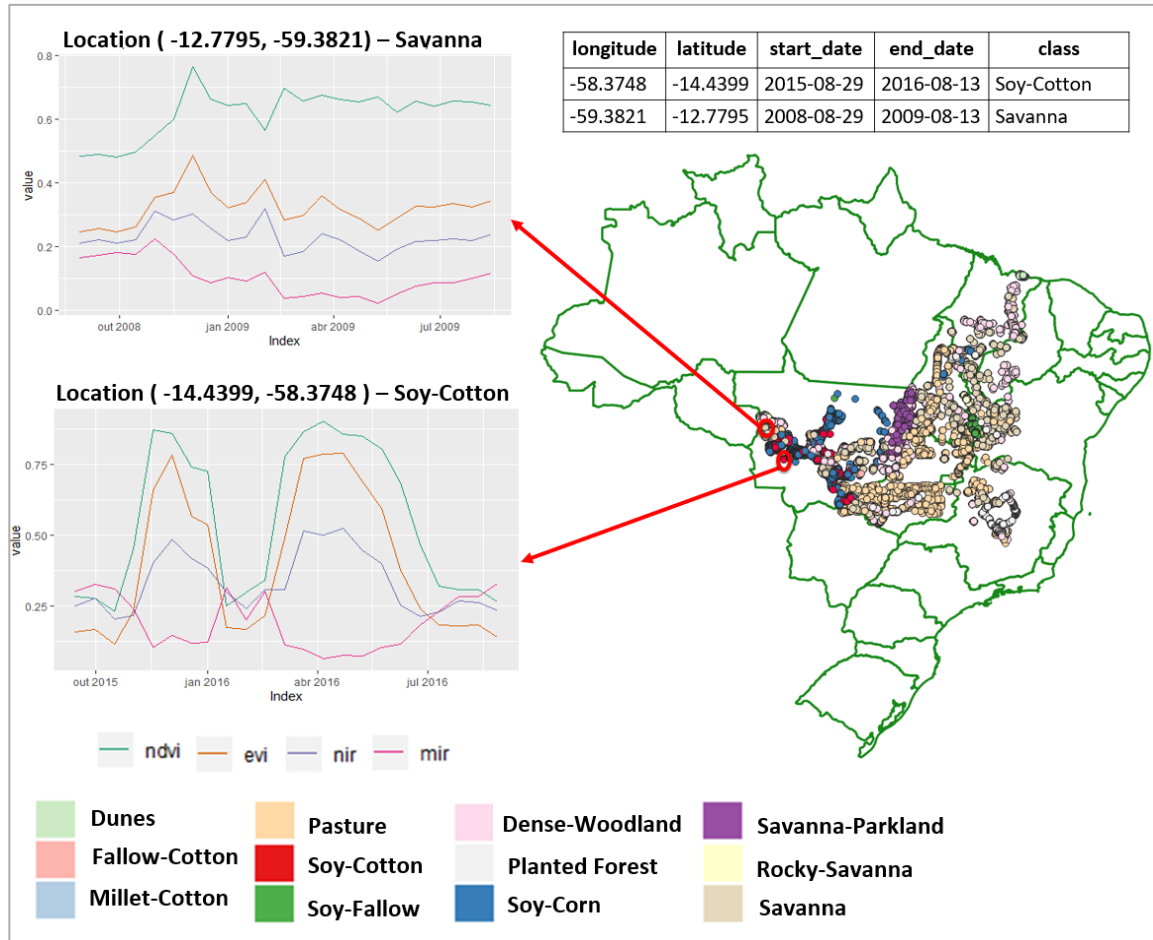 Location ( -12.7795, -59.3821) – Savanna
0.8
0.6
0.4
0.2
0.0
value
out 2008
jan 2009
abr 2009
jul 2009
Index
longitude latitude start_date end_date class
-58.3748 -14.4399 2015-08-29 2016-08-13 Soy-Cotton
-59.3821 -12.7795 2008-08-29 2009-08-13 Savanna
Location ( -14.4399, -58.3748 ) – Soy-Cotton
0.75
0.50
0.25
value
out 2015
jan 2016
abr 2016
jul 2016
Index
ndvi evi nir mir
Dunes Pasture Dense-Woodland Savanna-Parkland
Fallow-Cotton Soy-Cotton Planted Forest Rocky-Savanna
Millet-Cotton Soy-Fallow Soy-Corn Savanna